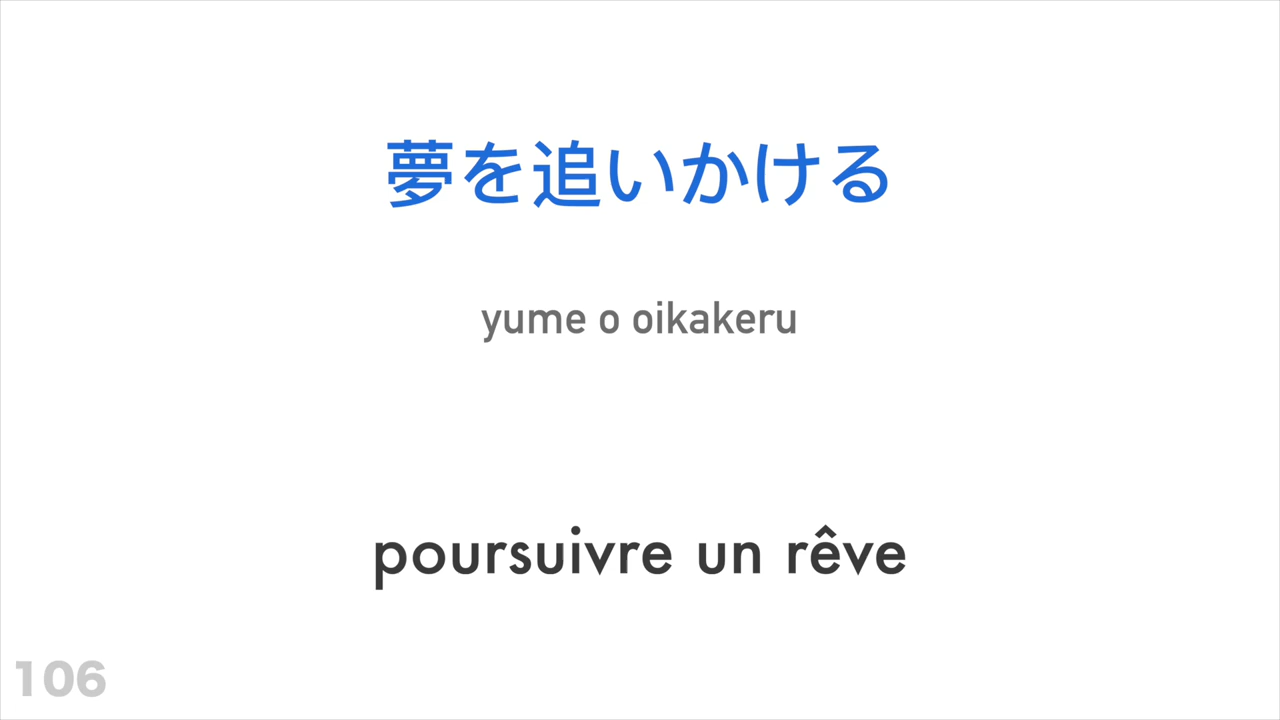 夢を追いかける
yume o oikakeru
poursuivre un rêve
106